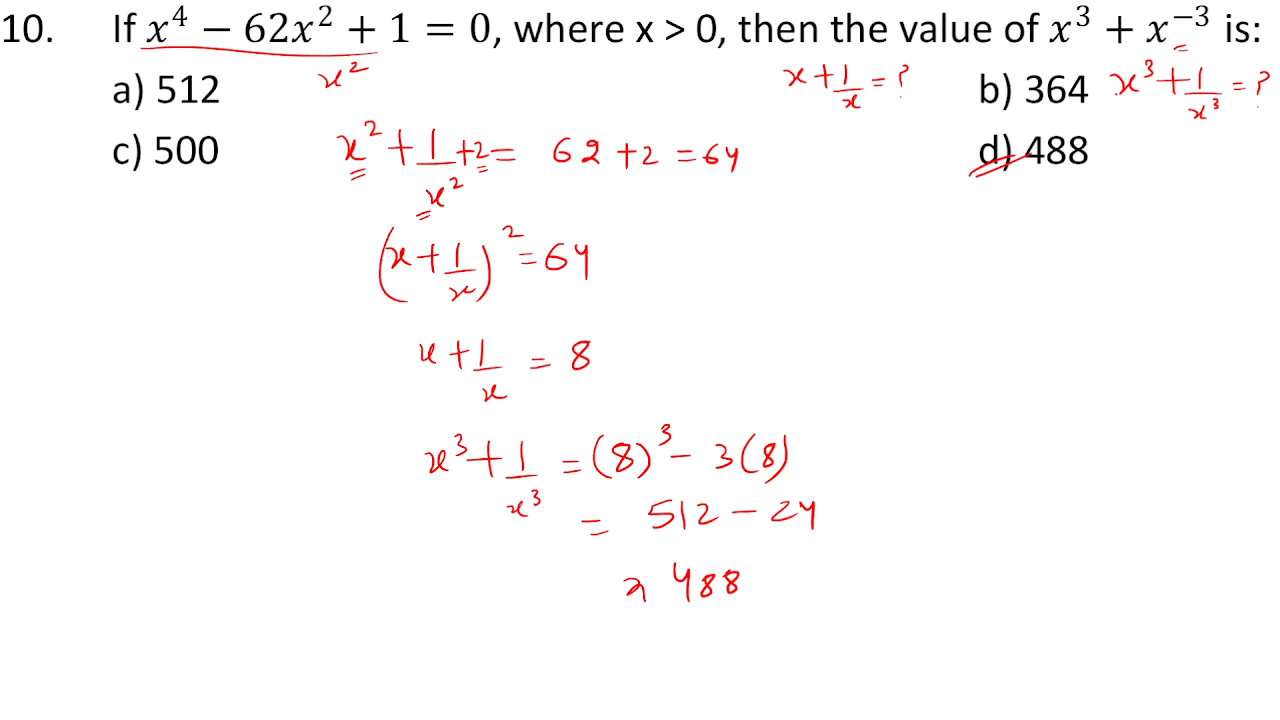 10. If x⁴ − 62x² + 1 = 0, where x > 0, then the value of x³ + x⁻³ is:
x²
x + 1/x = ?
x³ + 1/x³ = ?
a) 512 b) 364
c) 500 d) 488
x² + 1/x² + 2 = 62 + 2 = 64
(x + 1/x)² = 64
x + 1/x = 8
x³ + 1/x³ = (8)³ − 3(8)
= 512 − 24
= 488